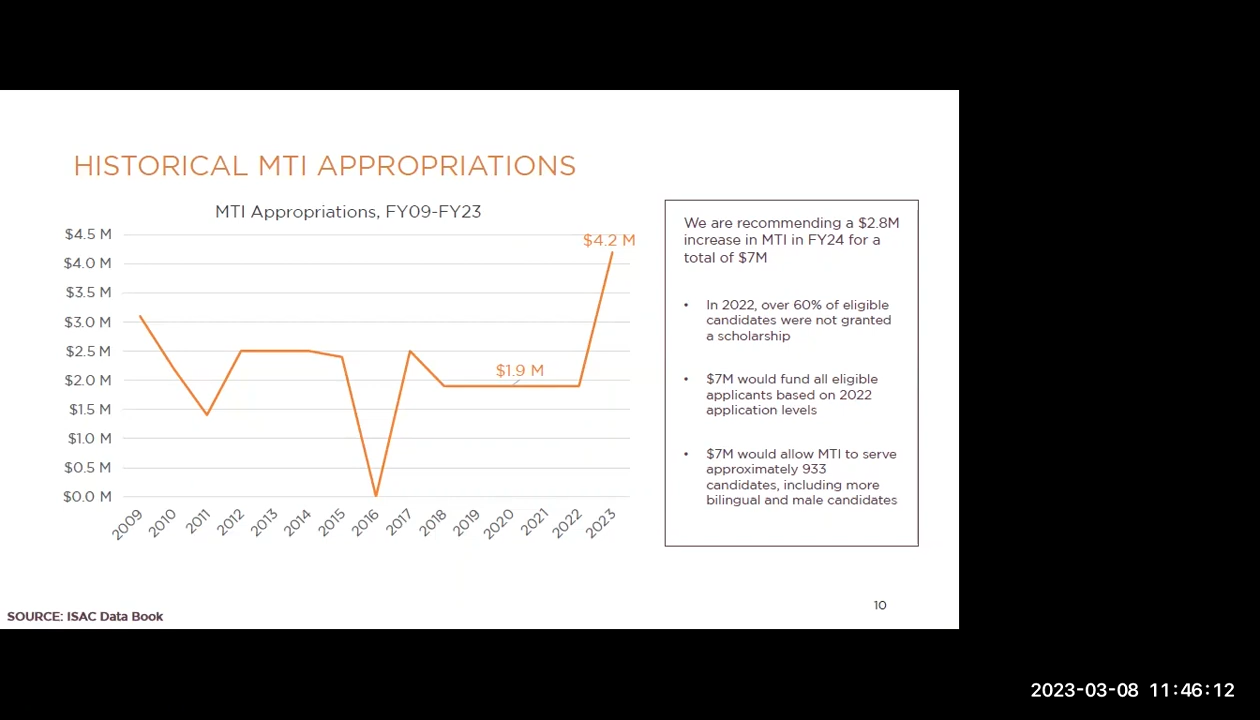 HISTORICAL MTI APPROPRIATIONS
MTI Appropriations, FY09-FY23
$4.5 M
$4.0 M
$3.5 M
$3.0 M
$2.5 M
$2.0 M
$1.5 M
$1.0 M
$0.5 M
$0.0 M
$4.2 M
$1.9 M
2009
2010
2011
2012
2013
2014
2015
2016
2017
2018
2019
2020
2021
2022
2023
We are recommending a $2.8M
increase in MTI in FY24 for a
total of $7M
• In 2022, over 60% of eligible
candidates were not granted
a scholarship
• $7M would fund all eligible
applicants based on 2022
application levels
• $7M would allow MTI to serve
approximately 933
candidates, including more
bilingual and male candidates
10
SOURCE: ISAC Data Book
2023-03-08 11:46:12